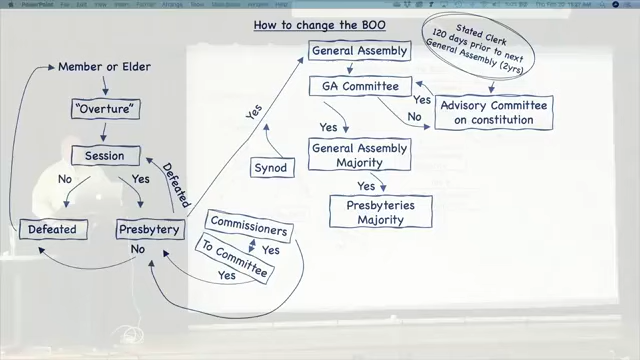 How to change the BOO
Stated Clerk
120 days prior to next
General Assembly (2yrs)
Member or Elder
"Overture"
Session
No
Yes
Defeated
Defeated
Presbytery
No
Yes
Synod
Commissioners
Yes
To Committee
Yes
General Assembly
GA Committee
Yes
No
Advisory Committee
on constitution
Yes
General Assembly
Majority
Yes
Presbyteries
Majority